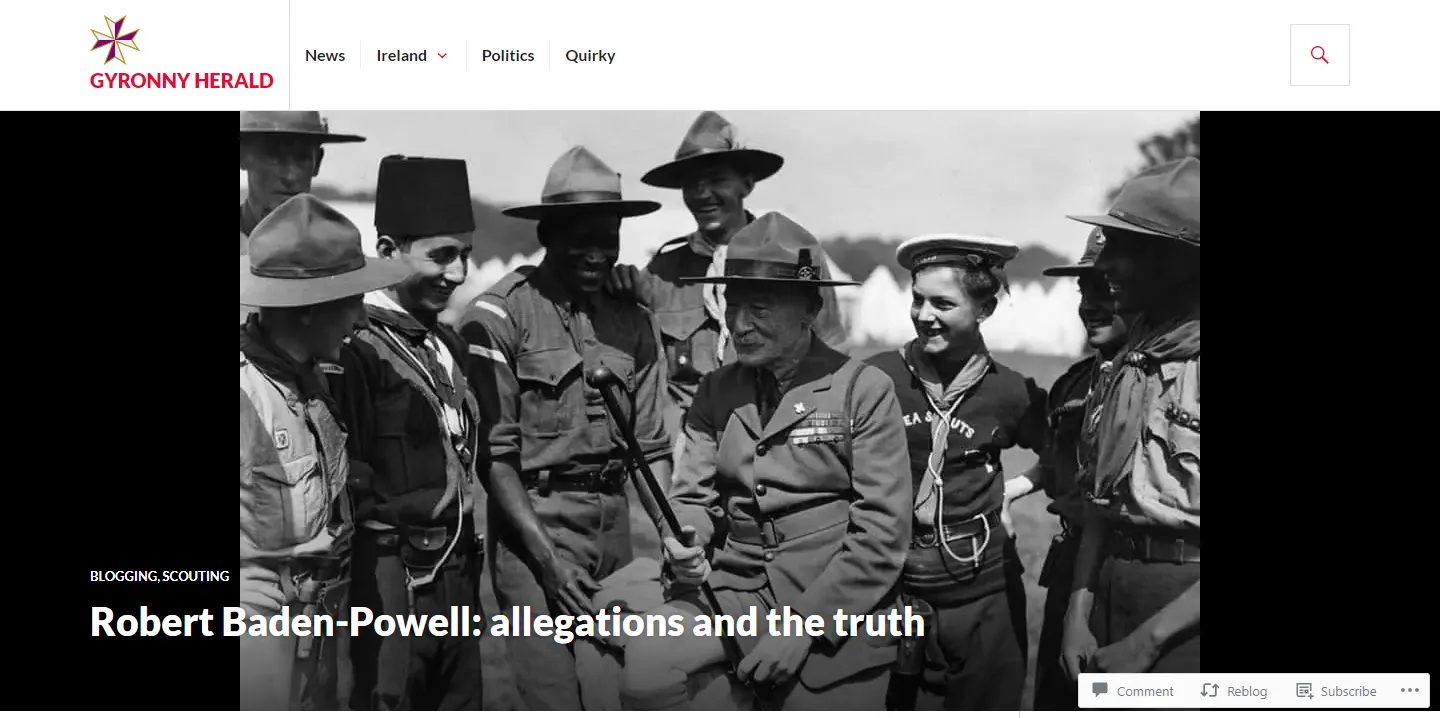 GYRONNY HERALD
News
Ireland
Politics
Quirky
EA SCOUTS
BLOGGING, SCOUTING
Robert Baden-Powell: allegations and the truth
Comment
Reblog
Subscribe